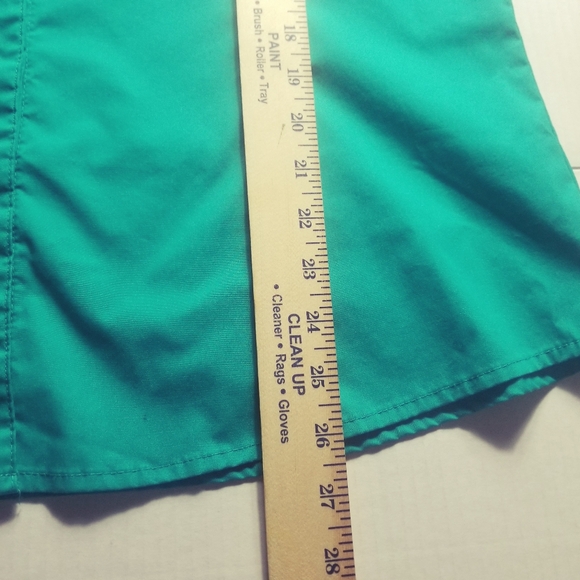 PAINT
• Brush • Roller • Tray
CLEAN UP
• Cleaner • Rags • Gloves
18
19
20
21
22
23
24
25
26
27
28